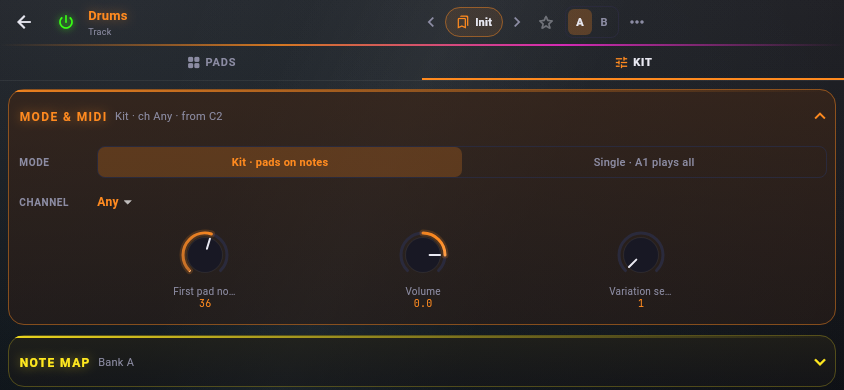 Drums
Track
Init
A
B
PADS
KIT
MODE & MIDI
Kit · ch Any · from C2
MODE
Kit · pads on notes
Single · A1 plays all
CHANNEL
Any
First pad no...
Volume
Variation se...
36
0.0
1
NOTE MAP
Bank A